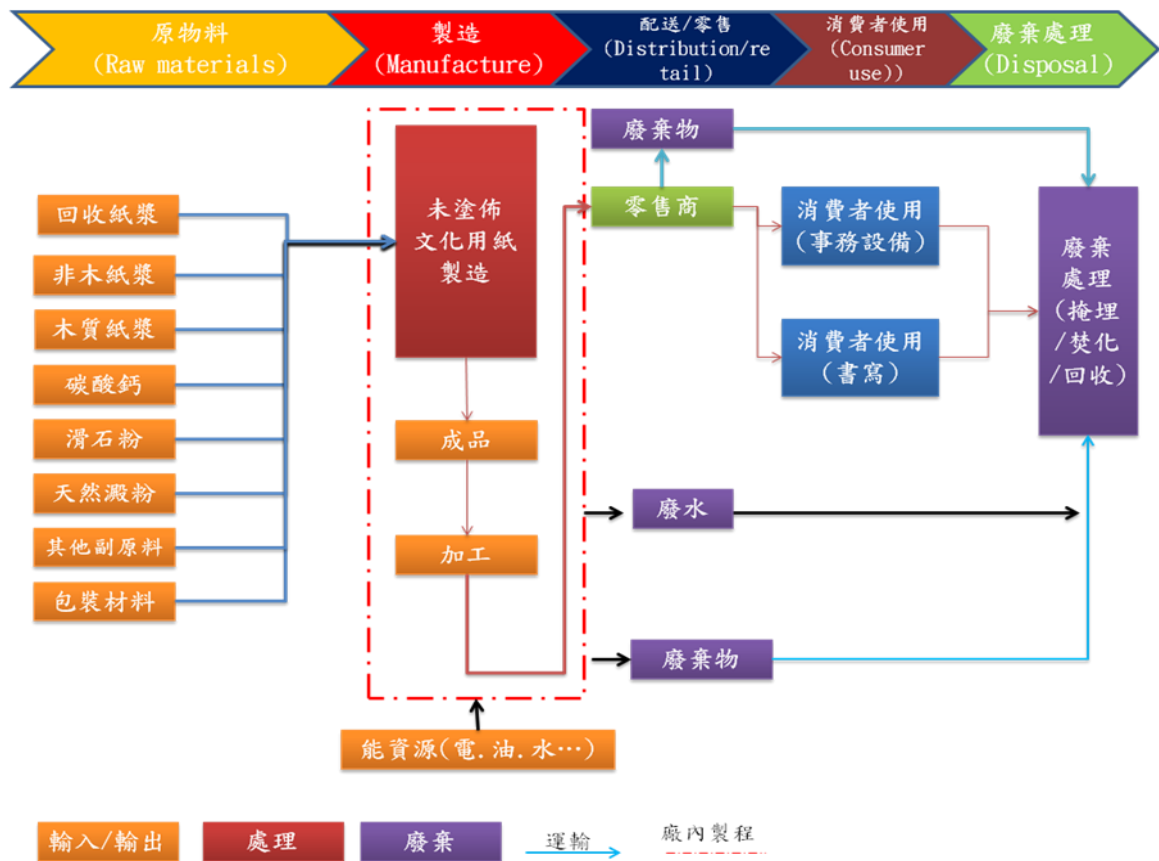 原物料
(Raw materials)
製造
(Manufacture)
配送/零售
(Distribution/re
tail)
消費者使用
(Consumer
use))
廢棄處理
(Disposal)
回收紙漿
非木紙漿
木質紙漿
碳酸鈣
滑石粉
天然澱粉
其他副原料
包裝材料
未塗佈
文化用紙
製造
成品
加工
能資源(電.油.水…)
廢棄物
零售商
消費者使用
(事務設備)
消費者使用
(書寫)
廢水
廢棄物
廢棄
處理
(掩埋
/焚化
/回收)
輸入/輸出
處理
廢棄
運輸
廠內製程